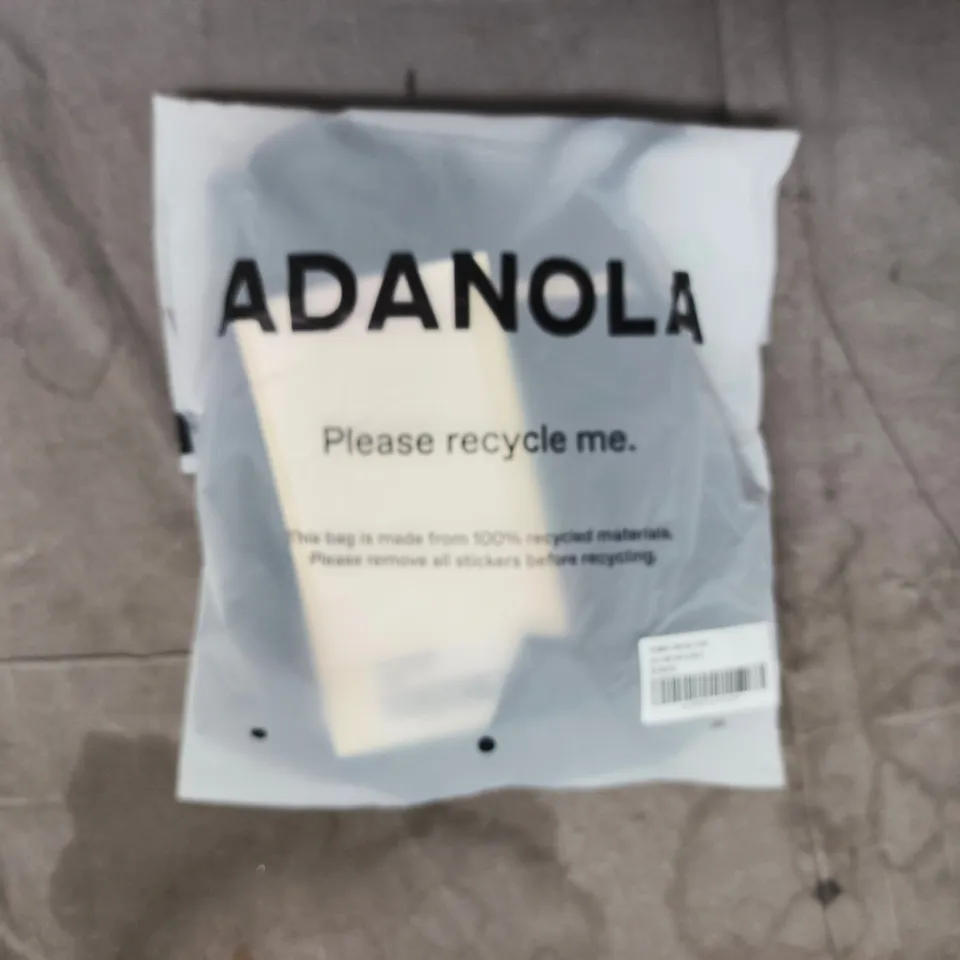 ADANOLA
Please recycle me.
This bag is made from 100% recycled materials.
Please remove all stickers before recycling.